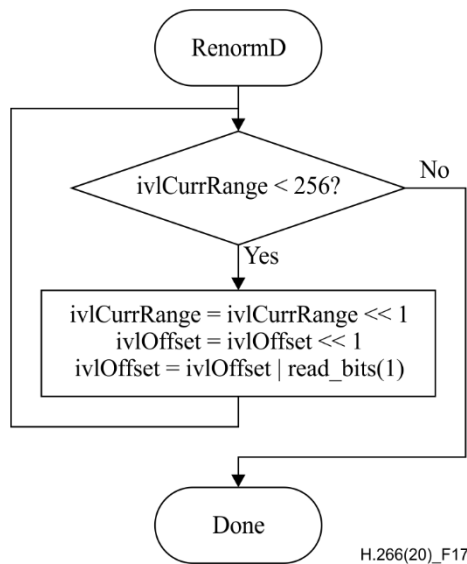 RenormD
ivlCurrRange < 256?
No
Yes
ivlCurrRange = ivlCurrRange << 1
ivlOffset = ivlOffset << 1
ivlOffset = ivlOffset | read_bits(1)
Done
H.266(20)_F17